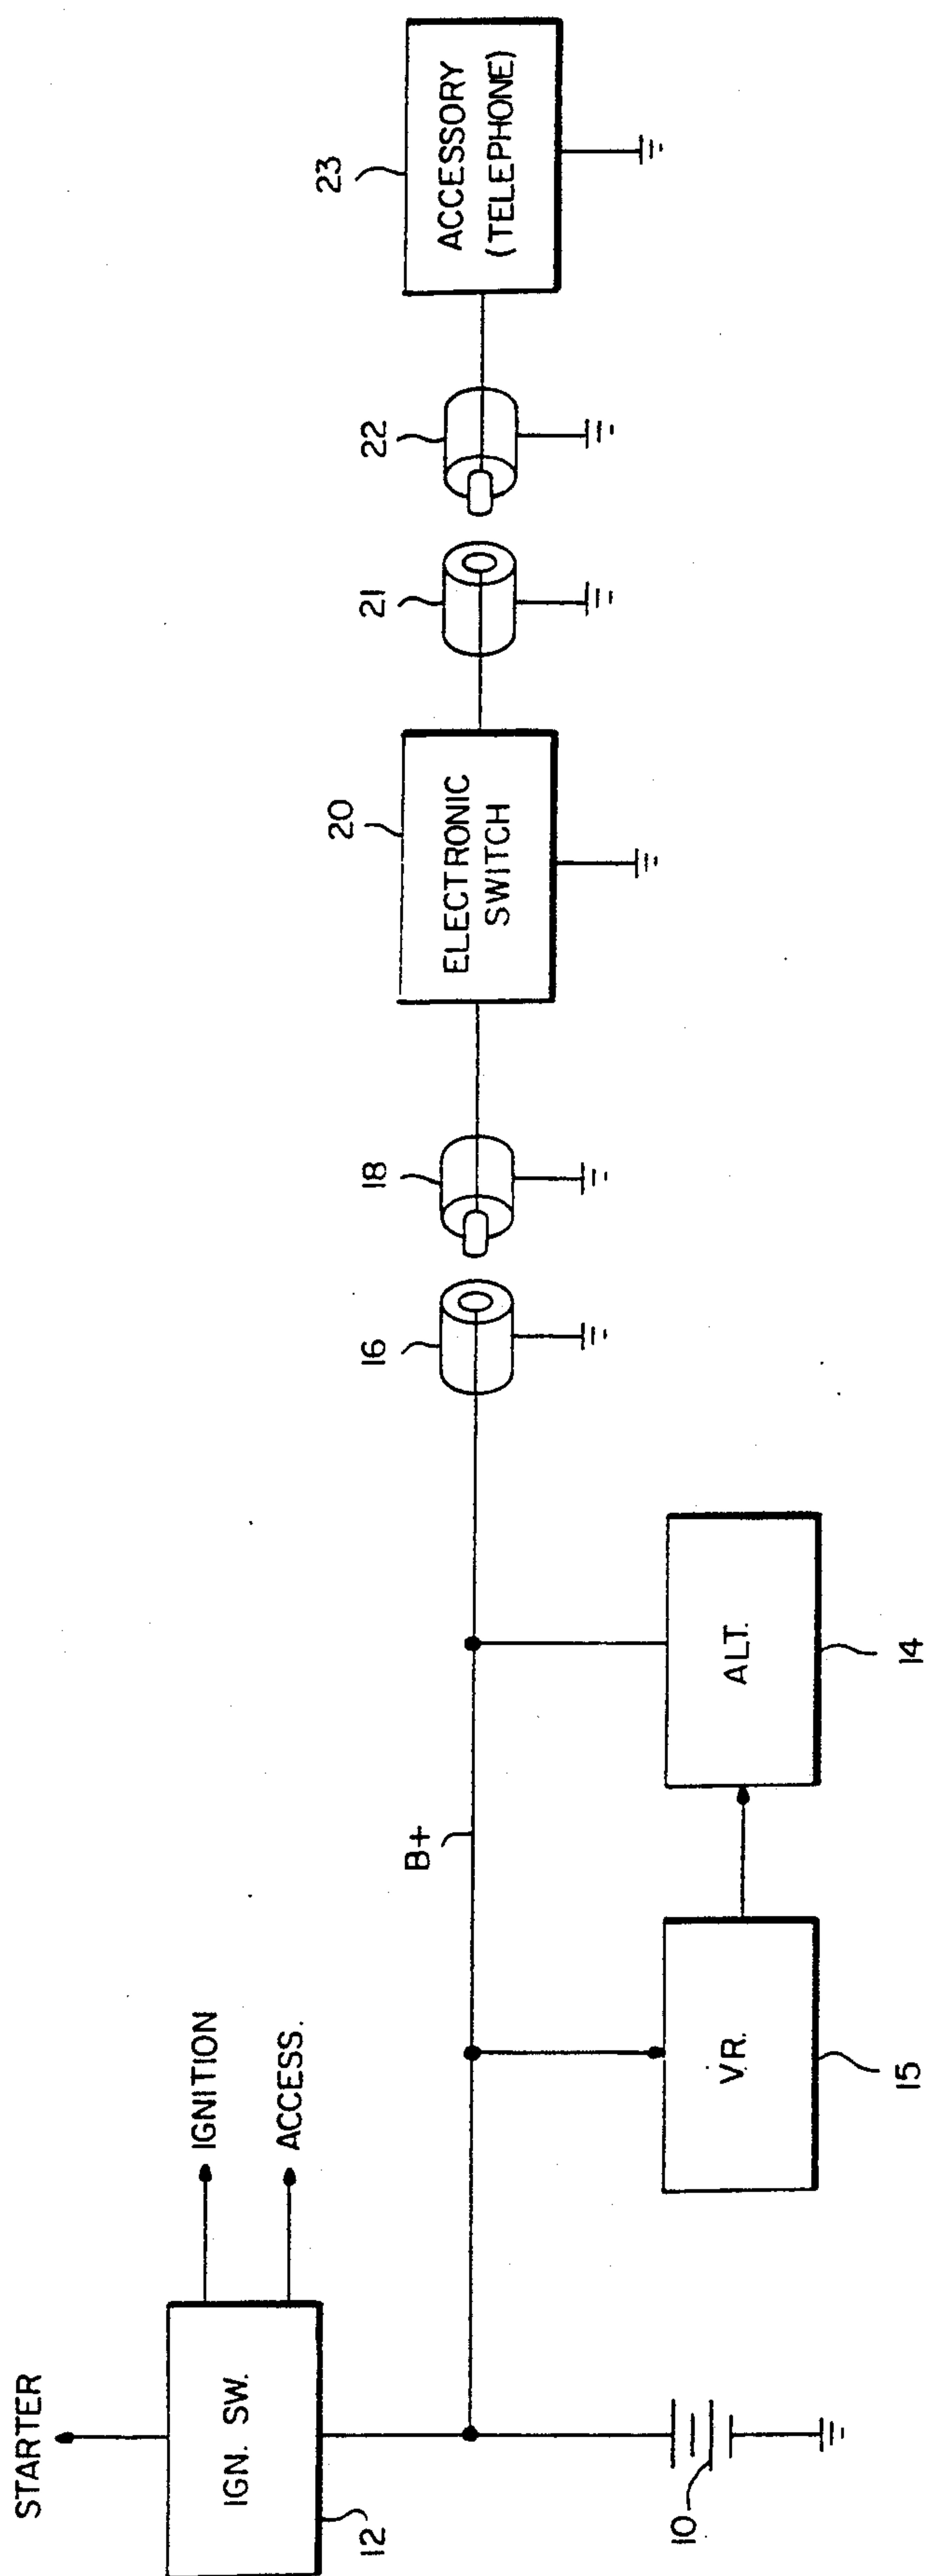 STARTER
IGN. SW.
12
IGNITION
ACCESS.
10
B+
V.R.
15
ALT.
14
16
18
20
ELECTRONIC
SWITCH
21
22
23
ACCESSORY
(TELEPHONE)